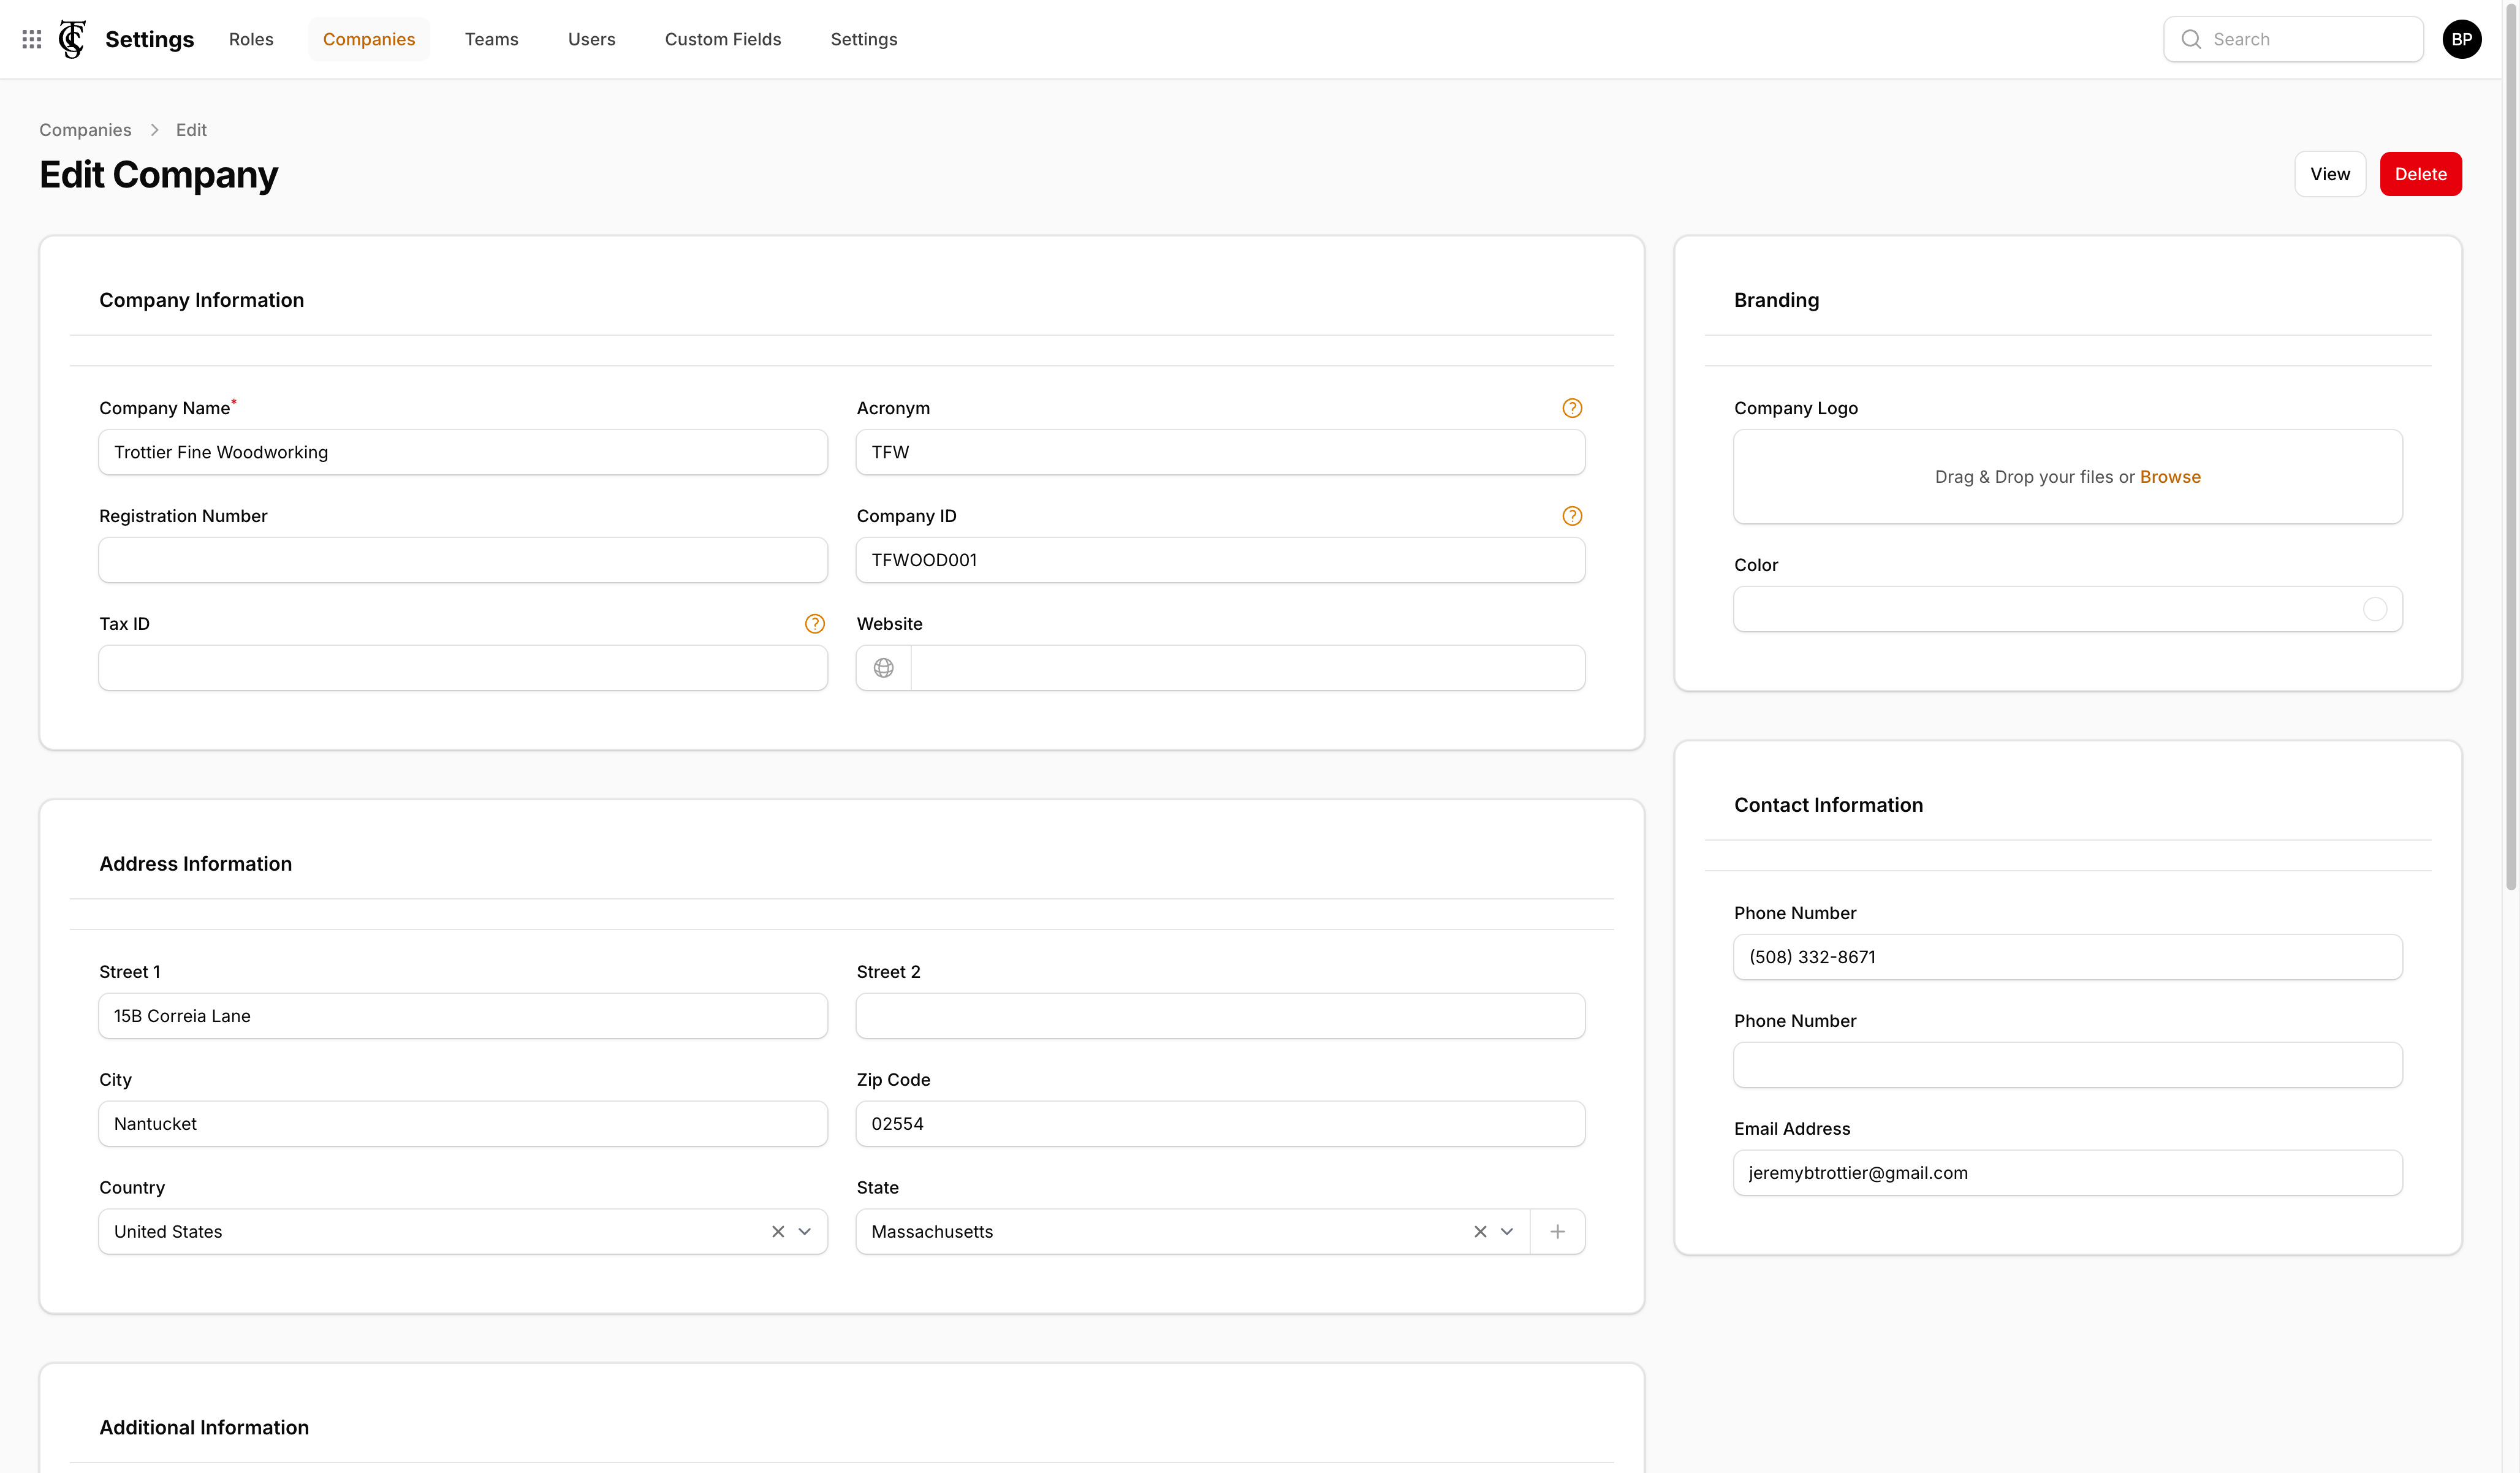 Settings
Roles
Companies
Teams
Users
Custom Fields
Settings
Search
BP
Companies
Edit
Edit Company
View
Delete
Company Information
Company Name*
Trottier Fine Woodworking
Acronym
TFW
Registration Number
Company ID
TFWOOD001
Tax ID
Website
Branding
Company Logo
Drag & Drop your files or Browse
Color
Address Information
Street 1
15B Correia Lane
Street 2
City
Nantucket
Zip Code
02554
Country
United States
State
Massachusetts
Contact Information
Phone Number
(508) 332-8671
Phone Number
Email Address
jeremybtrottier@gmail.com
Additional Information